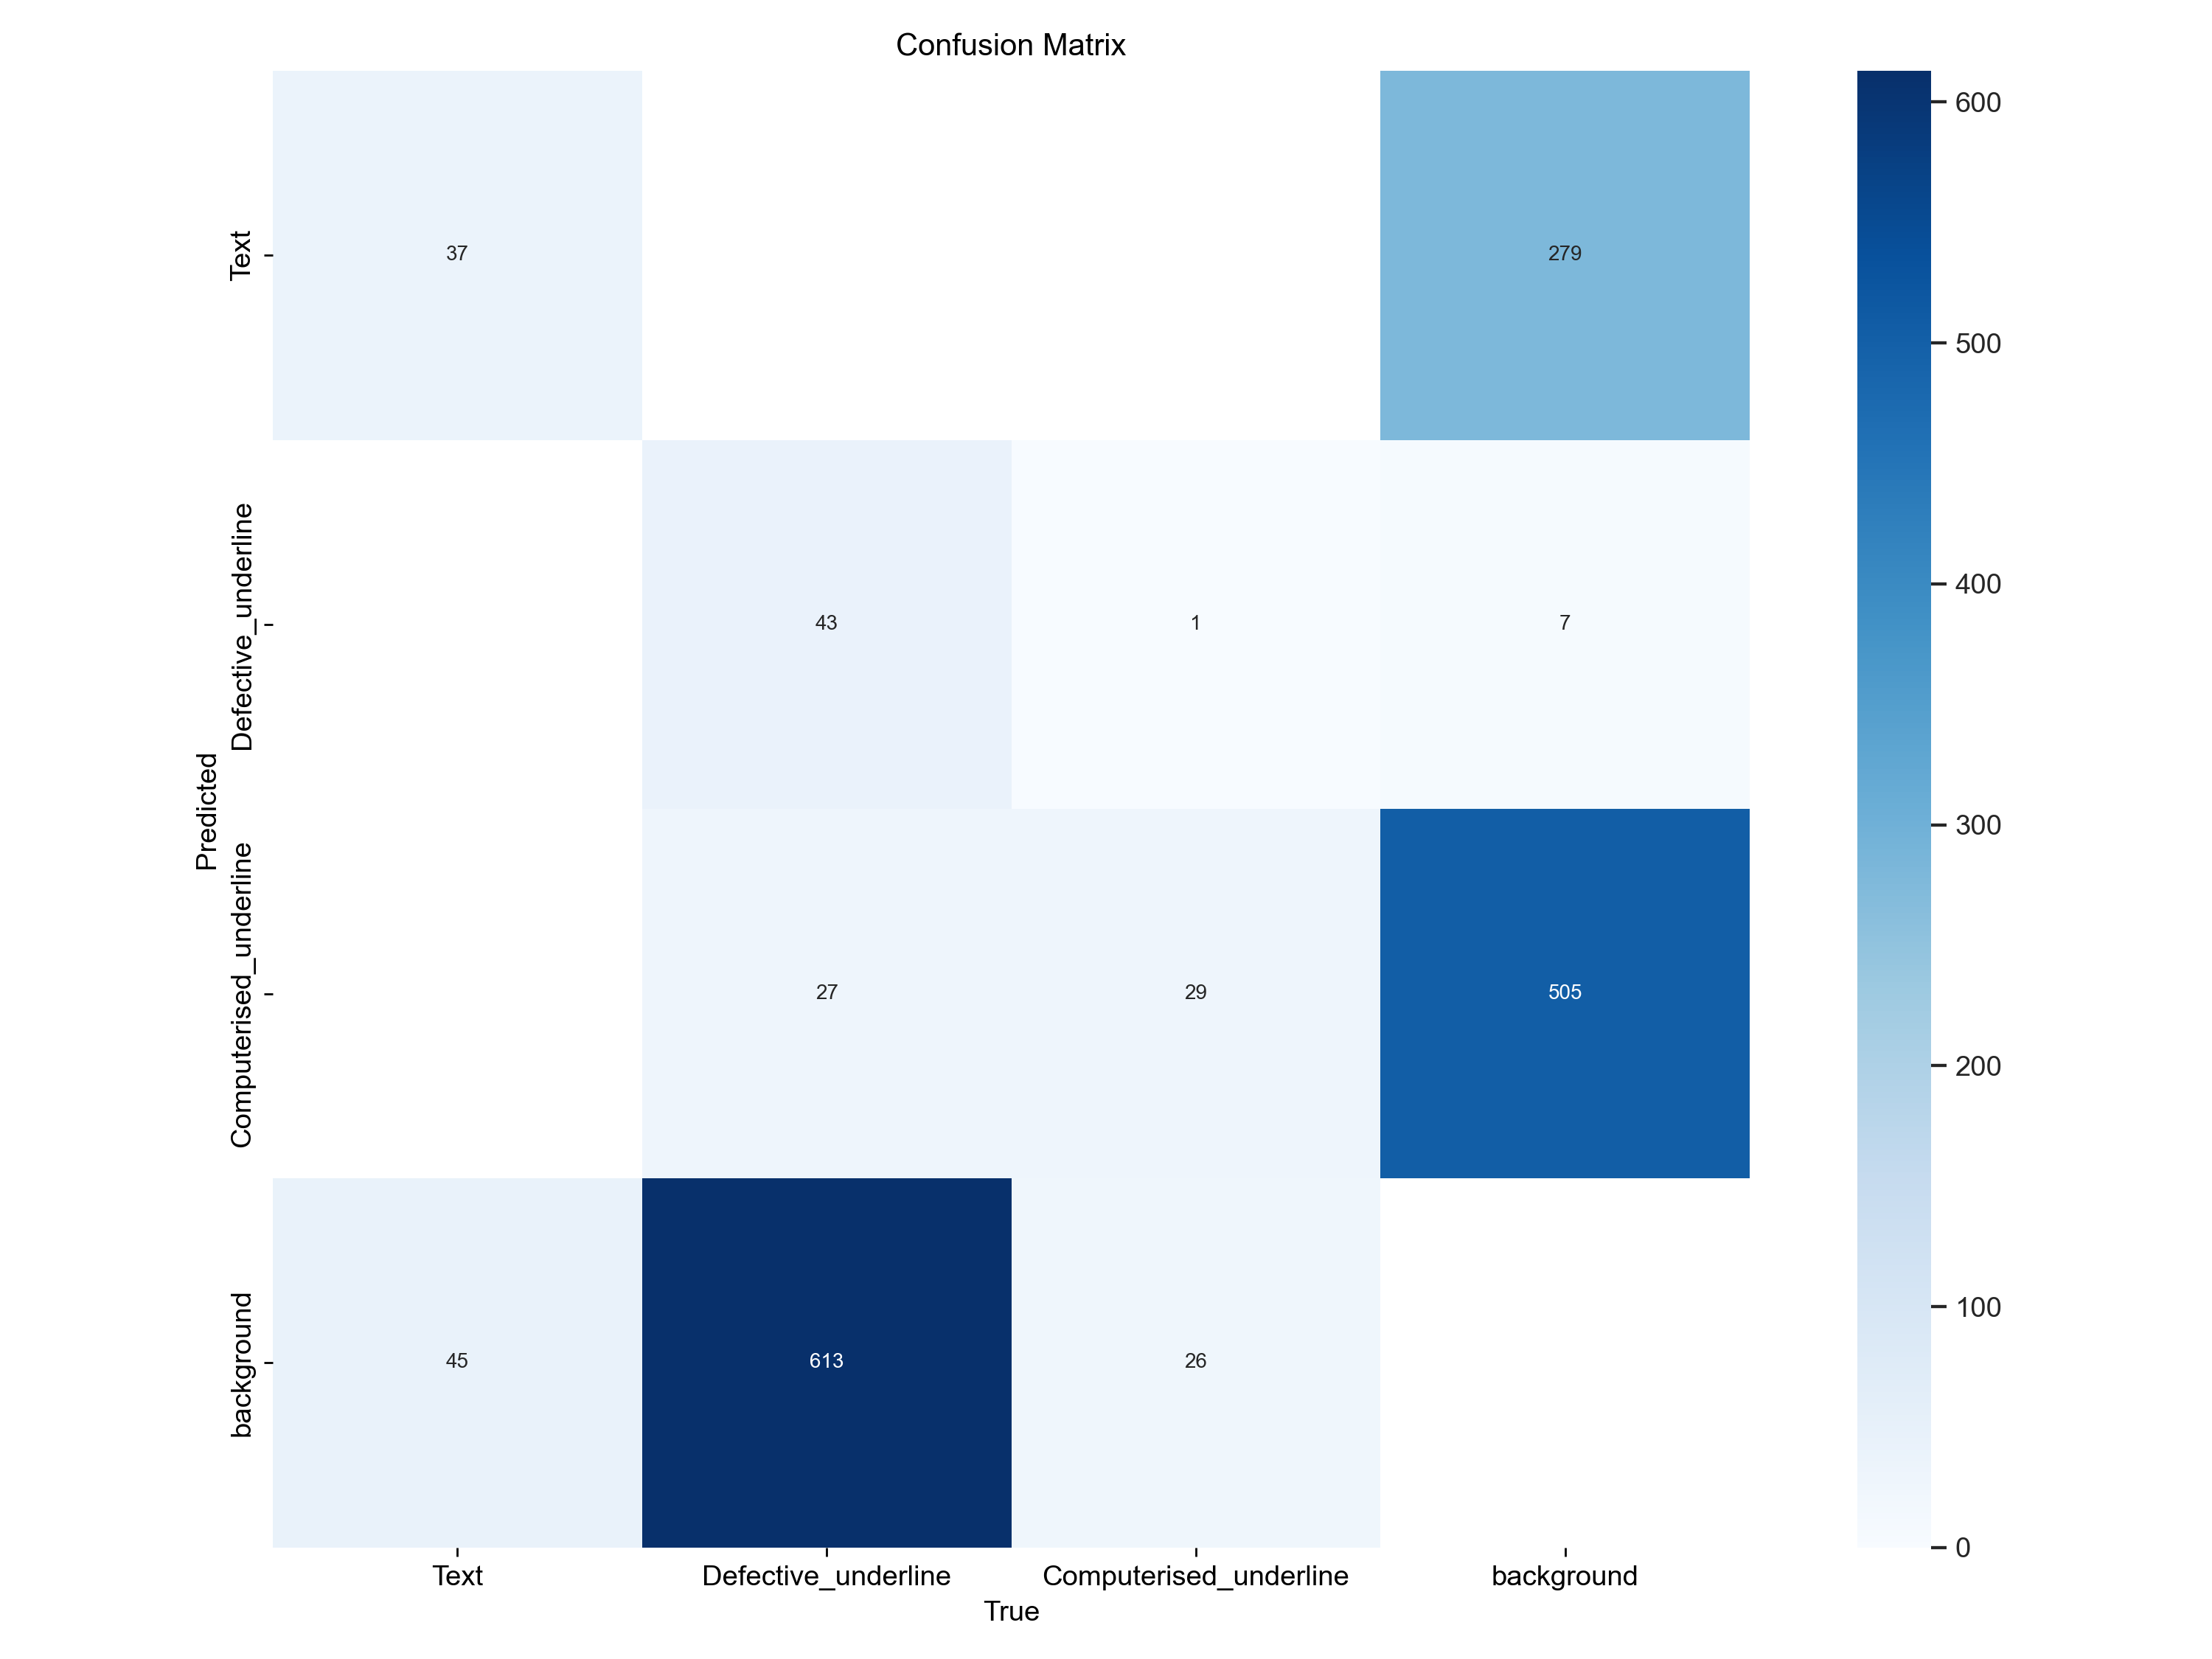 Confusion Matrix
Predicted
Text
37
279
Defective_underline
43
1
7
Computerised_underline
27
29
505
background
45
613
26
Text
Defective_underline
Computerised_underline
background
True
600
500
400
300
200
100
0